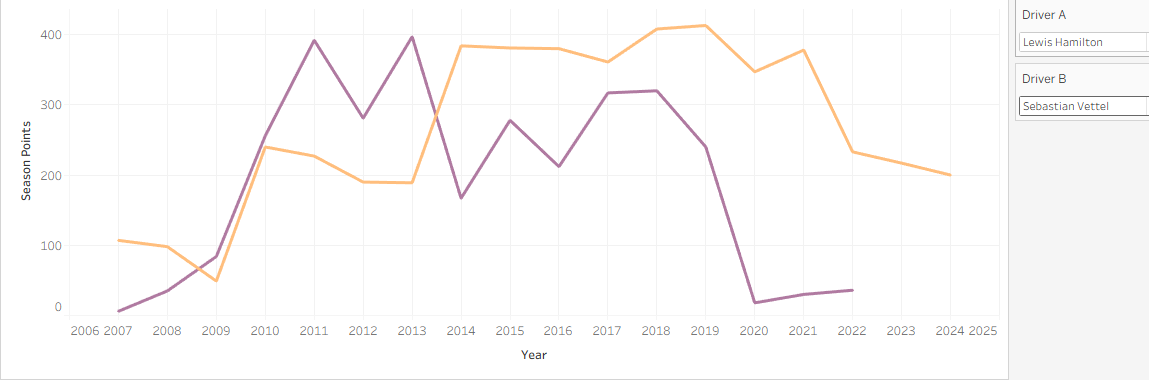 400
300
200
100
0
Season Points
2006 2007 2008 2009 2010 2011 2012 2013 2014 2015 2016 2017 2018 2019 2020 2021 2022 2023 2024 2025
Year
Driver A
Lewis Hamilton
Driver B
Sebastian Vettel